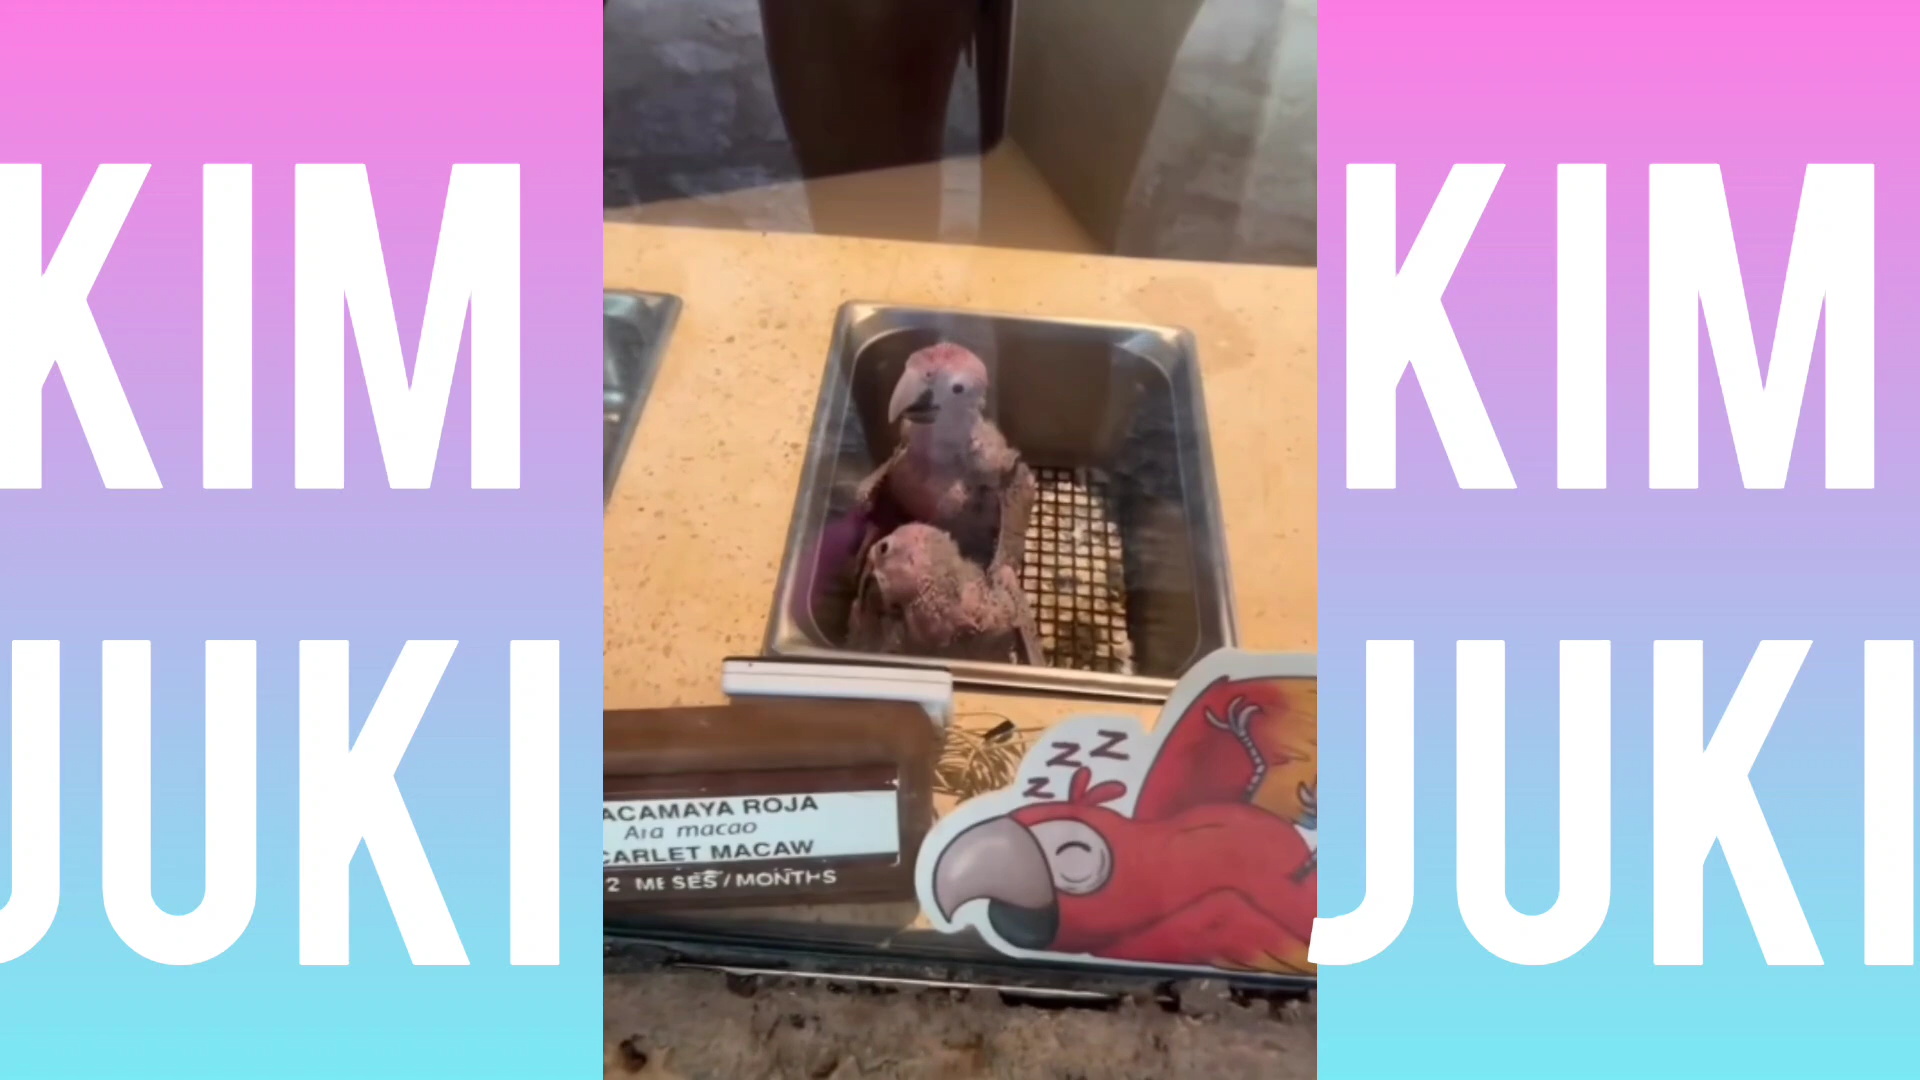 KIM
JUKI
ACAMAYA ROJA
Ara macao
CARLET MACAW
2 MESES / MONTHS
z z Z
KIM
JUKI